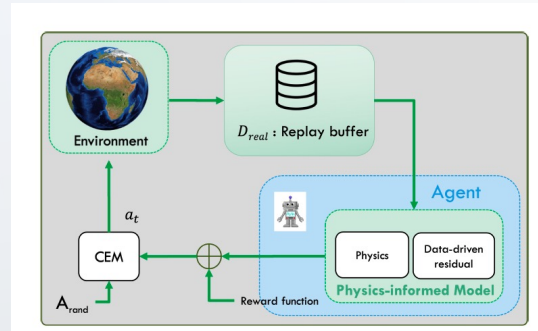 Environment
D_real : Replay buffer
Agent
a_t
CEM
Physics
Data-driven
residual
Physics-informed Model
A_rand
Reward function